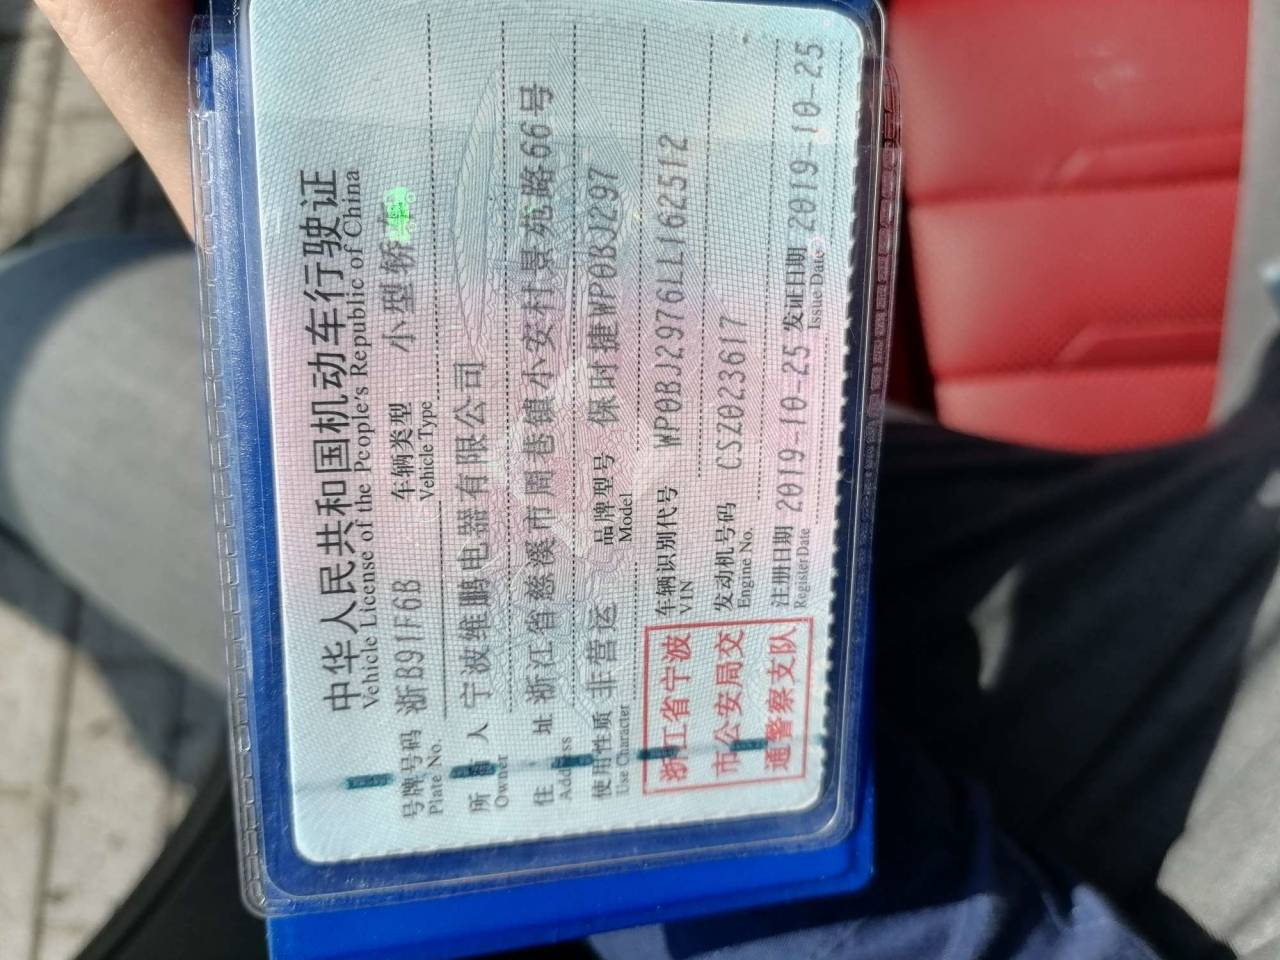 中华人民共和国机动车行驶证
Vehicle License of the People's Republic of China
号牌号码 浙B91F6B 车辆类型 小型轿车
Plate No. Vehicle Type
所有人 宁波维鹏电器有限公司
Owner
住址 浙江省慈溪市周巷镇小安村景苑路66号
Address
使用性质 非营运 品牌型号 保时捷WP0BJ297
Use Character Model
浙江省宁波
市公安局交
通警察支队
车辆识别代号 WP0BJ2976LL162512
VIN
发动机号码 CSZ023617
Engine No.
注册日期 2019-10-25 发证日期 2019-10-25
Register Date Issue Date